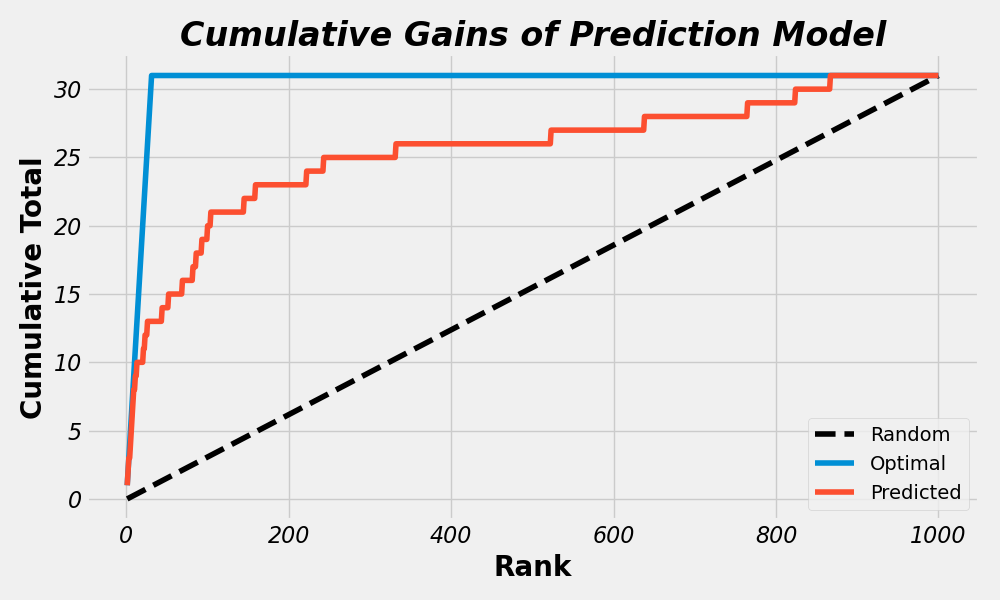 Cumulative Gains of Prediction Model
Cumulative Total
30
25
20
15
10
5
0
0 200 400 600 800 1000
Rank
Random
Optimal
Predicted